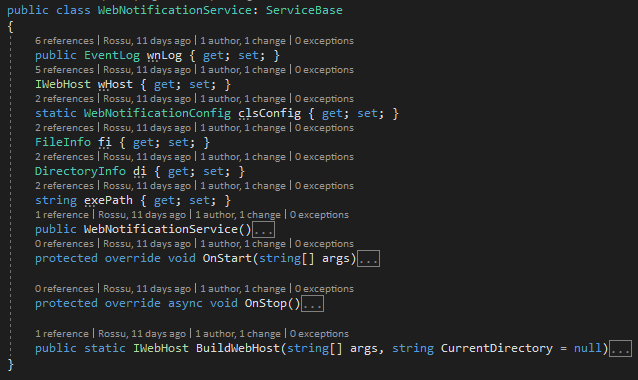 public class WebNotificationService: ServiceBase
{
6 references | Rossu, 11 days ago | 1 author, 1 change | 0 exceptions
public EventLog wnLog { get; set; }
5 references | Rossu, 11 days ago | 1 author, 1 change | 0 exceptions
IWebHost wHost { get; set; }
2 references | Rossu, 11 days ago | 1 author, 1 change | 0 exceptions
static WebNotificationConfig clsConfig { get; set; }
2 references | Rossu, 11 days ago | 1 author, 1 change | 0 exceptions
FileInfo fi { get; set; }
2 references | Rossu, 11 days ago | 1 author, 1 change | 0 exceptions
DirectoryInfo di { get; set; }
2 references | Rossu, 11 days ago | 1 author, 1 change | 0 exceptions
string exePath { get; set; }
1 reference | Rossu, 11 days ago | 1 author, 1 change | 0 exceptions
public WebNotificationService()...
0 references | Rossu, 11 days ago | 1 author, 1 change | 0 exceptions
protected override void OnStart(string[] args)...
0 references | Rossu, 11 days ago | 1 author, 1 change | 0 exceptions
protected override async void OnStop()...
1 reference | Rossu, 11 days ago | 1 author, 1 change | 0 exceptions
public static IWebHost BuildWebHost(string[] args, string CurrentDirectory = null)...
}